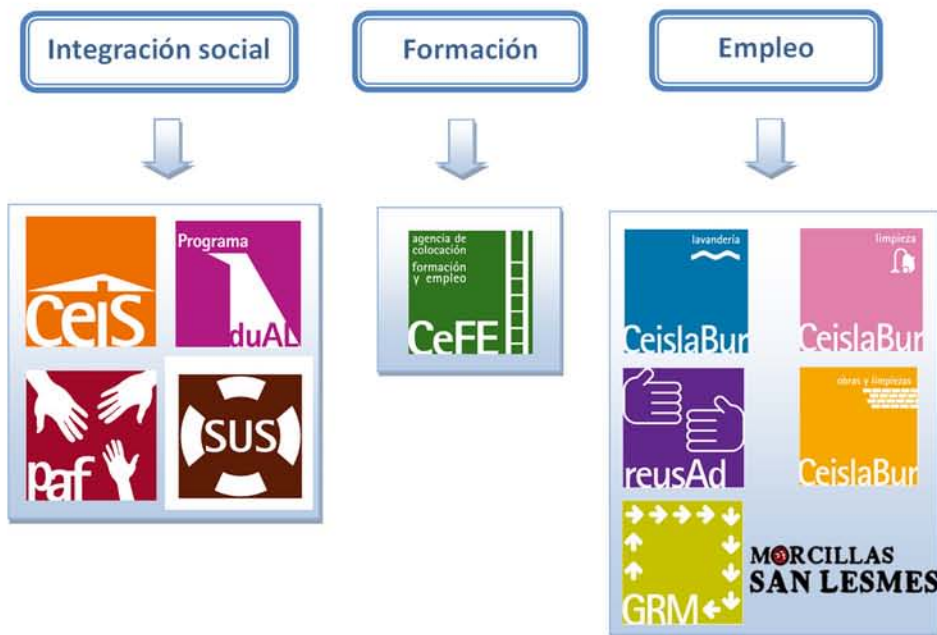 Integración social
Formación
Empleo
CeiS
Programa
duAL
paf
SUS
agencia de
colocación
formación
y empleo
CeFE
lavandería
CeislaBur
limpieza
CeislaBur
reusAd
obras y limpiezas
CeislaBur
GRM
MORCILLAS
SAN LESMES